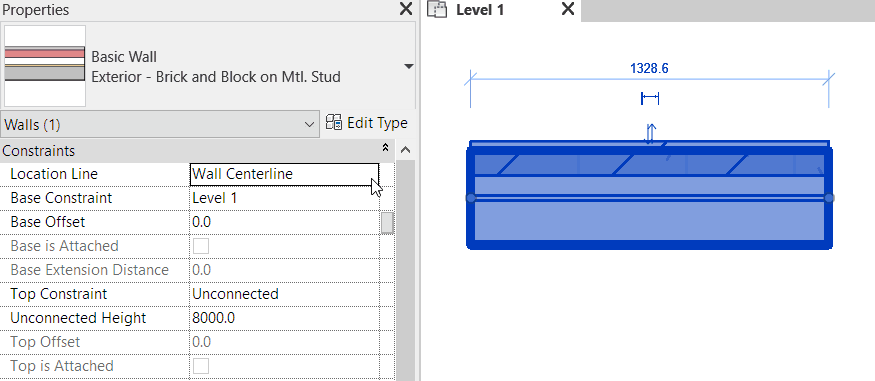 Properties
Basic Wall
Exterior - Brick and Block on Mtl. Stud
Walls (1)
Edit Type
Constraints
Location Line Wall Centerline
Base Constraint Level 1
Base Offset 0.0
Base is Attached
Base Extension Distance 0.0
Top Constraint Unconnected
Unconnected Height 8000.0
Top Offset 0.0
Top is Attached
Level 1
1328.6